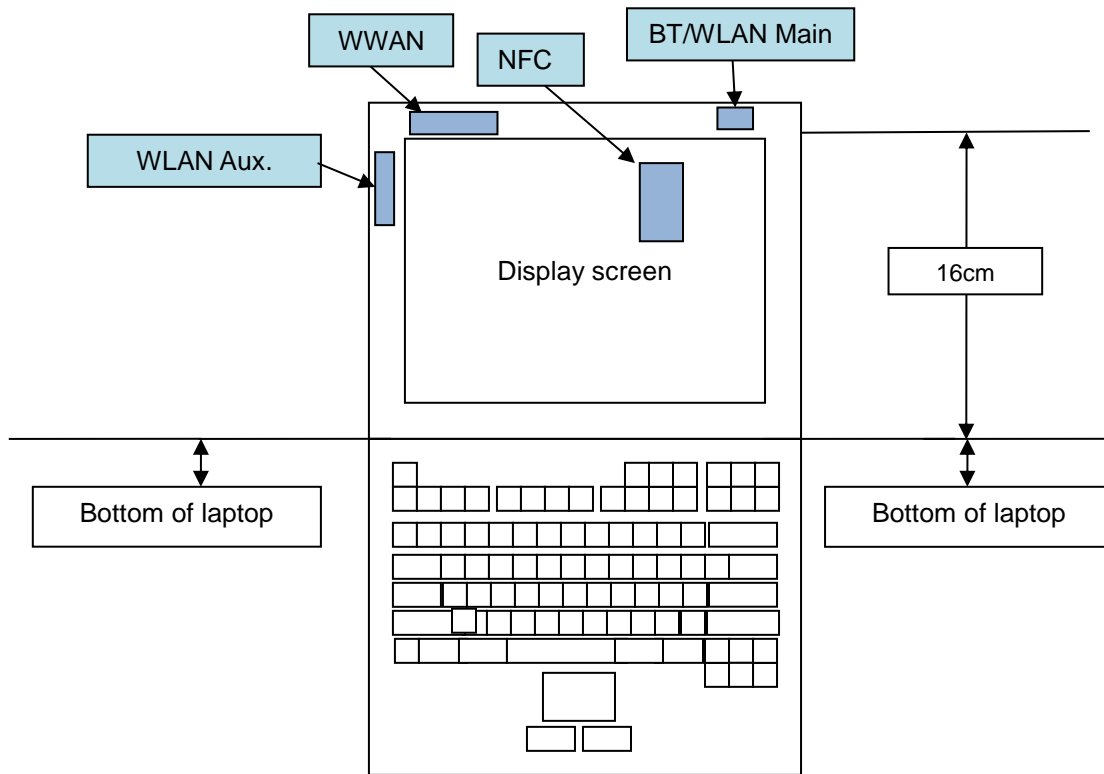 WWAN
BT/WLAN Main
NFC
WLAN Aux.
Display screen
16cm
Bottom of laptop
Bottom of laptop